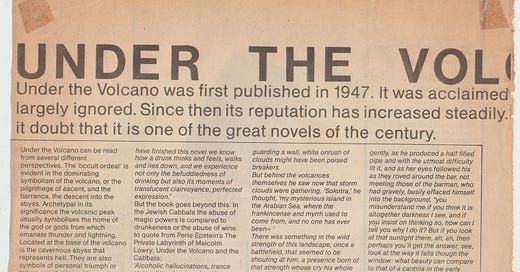 UNDER THE VOL
Under the Volcano was first published in 1947. It was acclaimed
largely ignored. Since then its reputation has increased steadily.
it doubt that it is one of the great novels of the century.
Under the Volcano can be read
from several different
perspectives. The 'occult ordeal' is
evident in the dominating
symbolism of the volcano, or the
pilgrimage of ascent, and the
barranca, the descent into the
abyss. Archetypal in its
significance the volcanic peak
usually symbolises the home of
the god or gods from which
emanate thunder and lightning.
Located at the base of the volcano
is the cavernous abyss that
represents hell. They are also
symbols of personal triumph or
have finished this novel we know
how a drunk thinks and feels, walks
and lies down, and we experience
not only the befuddledness of
drinking but also its moments of
translucent clairvoyance, perfected
expression.'
But the book goes beyond this. In
the Jewish Cabbala the abuse of
magic powers is compared to
drunkenness or the abuse of wine,
to quote from Perle Epstein's The
Private Labyrinth of Malcolm
Lowry; Under the Volcano and the
Cabbala:
'Alcoholic hallucinations, trance
guarding a wall, white onrush of
clouds might have been poised
breakers.
But behind the volcanoes
themselves he saw now that storm
clouds were gathering. 'Sokotra,' he
thought, 'my mysterious island in
the Arabian Sea, where the
frankincense and myrrh used to
come from, and no one has ever
been– '
There was something in the wild
strength of this landscape, once a
battlefield, that seemed to be
shouting at him, a presence born of
that strength whose cry his whole
gently, as he produced a half filled
pipe and with the utmost difficulty
lit it, and as her eyes followed his
as they roved around the bar, not
meeting those of the barman, who
had gravely, busily effaced himself
into the background, "you
misunderstand me if you think it is
altogether darkness I see, and if
you insist on thinking so, how can I
tell you why I do it? But if you look
at that sunlight there, ah, ah, then
perhaps you'll get the answer, see,
look at the way it falls through the
window: what beauty can compare
to that of a cantina in the early